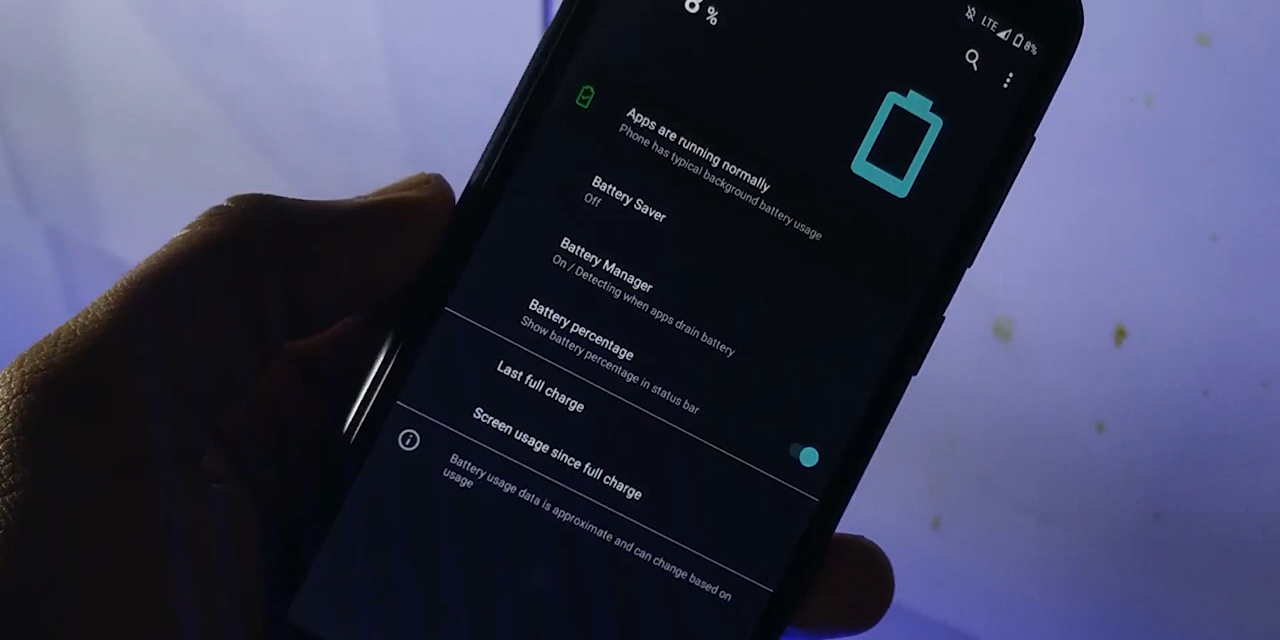 LTE 8%
8 %
Apps are running normally
Phone has typical background battery usage
Battery Saver
Off
Battery Manager
On / Detecting when apps drain battery
Battery percentage
Show battery percentage in status bar
Last full charge
Screen usage since full charge
Battery usage data is approximate and can change based on
usage